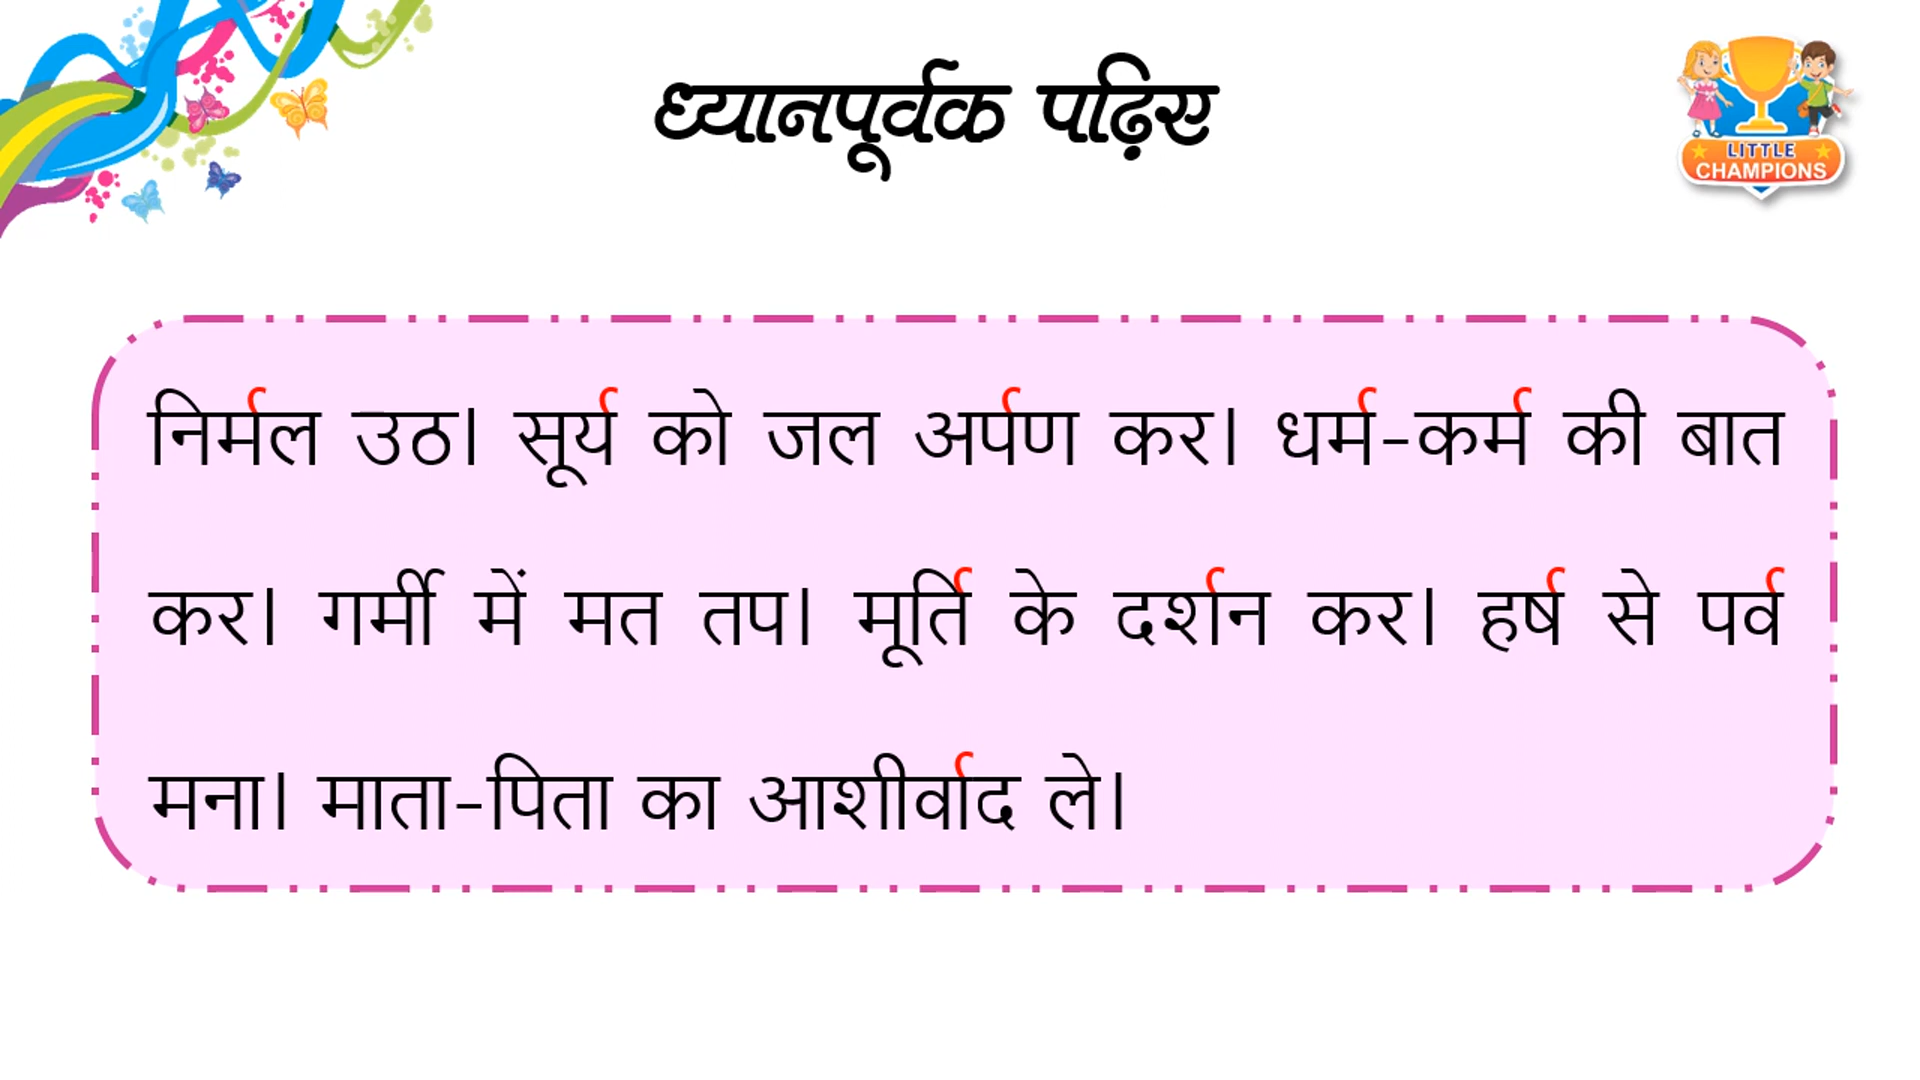 ध्यानपूर्वक पढ़िए
LITTLE
CHAMPIONS
निर्मल उठ। सूर्य को जल अर्पण कर। धर्म-कर्म की बात
कर। गर्मी में मत तप। मूर्ति के दर्शन कर। हर्ष से पर्व
मना। माता-पिता का आशीर्वाद ले।